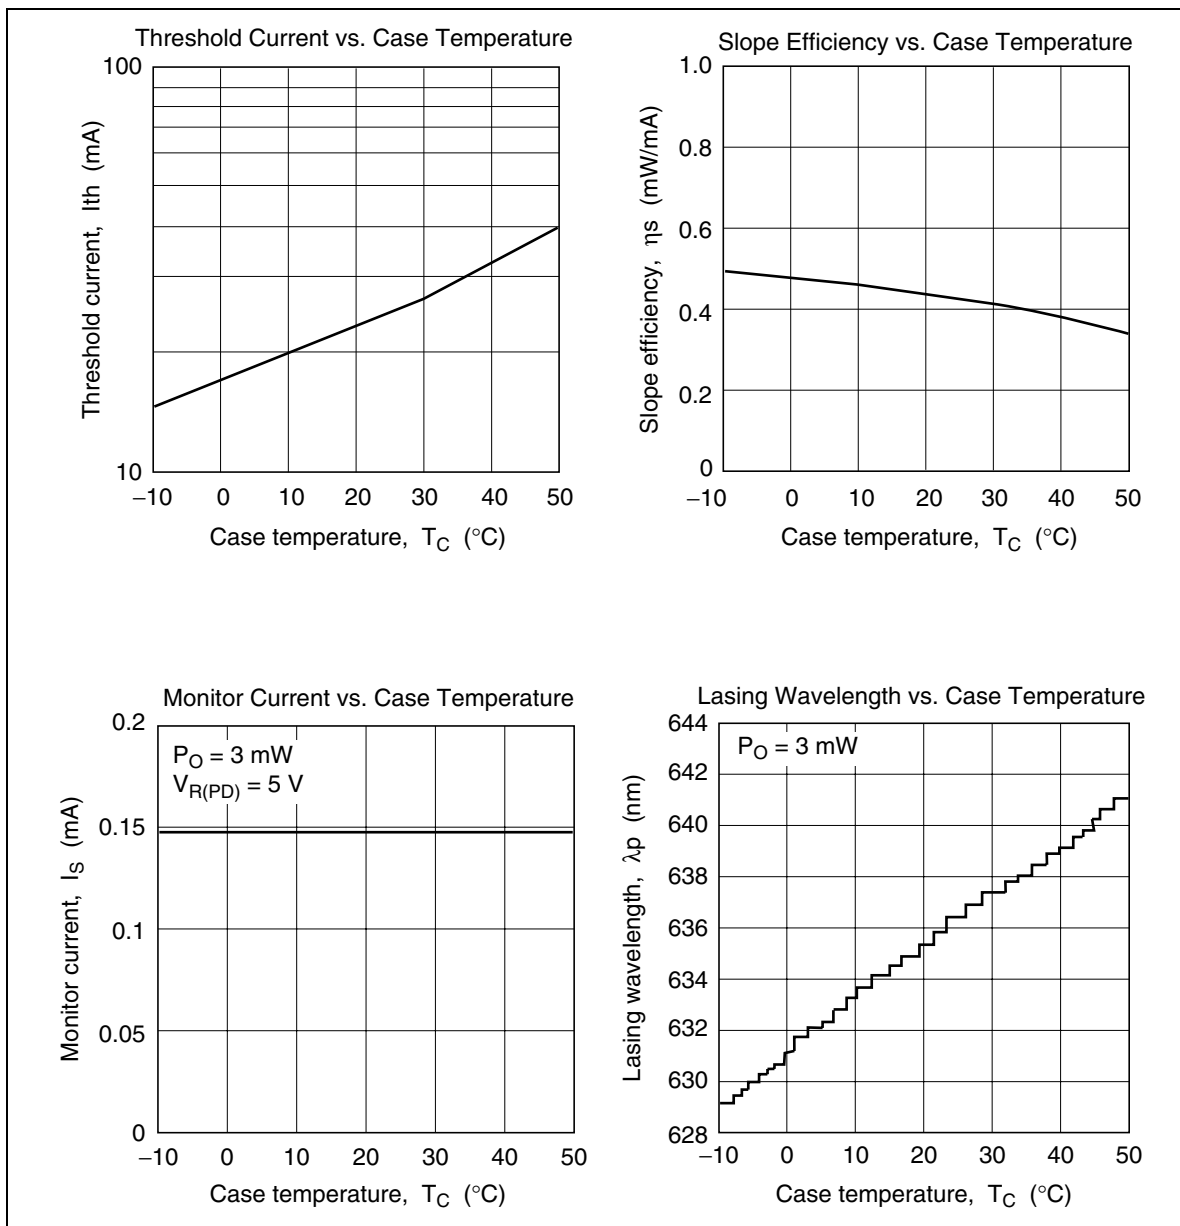 Threshold Current vs. Case Temperature
100
10
Threshold current, Ith (mA)
−10 0 10 20 30 40 50
Case temperature, TC (°C)
Slope Efficiency vs. Case Temperature
1.0
0.8
0.6
0.4
0.2
0
Slope efficiency, ηs (mW/mA)
−10 0 10 20 30 40 50
Case temperature, TC (°C)
Monitor Current vs. Case Temperature
0.2
0.15
0.1
0.05
0
Monitor current, IS (mA)
PO = 3 mW
VR(PD) = 5 V
−10 0 10 20 30 40 50
Case temperature, TC (°C)
Lasing Wavelength vs. Case Temperature
644
642
640
638
636
634
632
630
628
Lasing wavelength, λp (nm)
PO = 3 mW
−10 0 10 20 30 40 50
Case temperature, TC (°C)